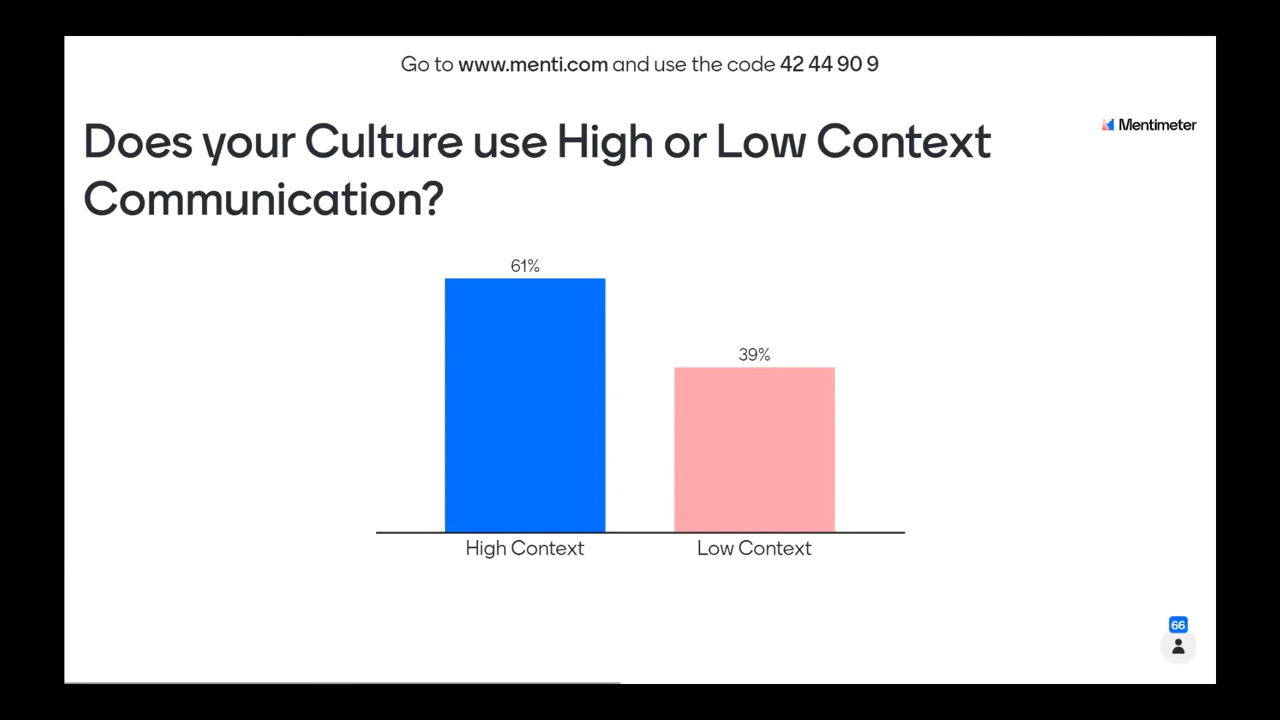 Go to www.menti.com and use the code 42 44 90 9
Mentimeter
Does your Culture use High or Low Context
Communication?
61%
39%
High Context
Low Context
66